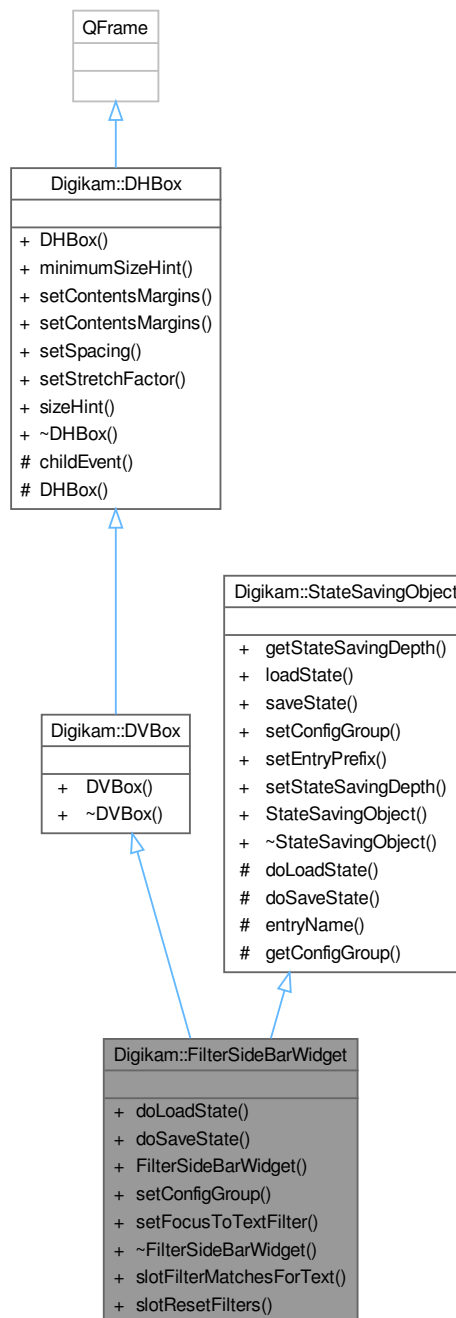 QFrame
Digikam::DHBox
+ DHBox()
+ minimumSizeHint()
+ setContentsMargins()
+ setContentsMargins()
+ setSpacing()
+ setStretchFactor()
+ sizeHint()
+ ~DHBox()
# childEvent()
# DHBox()
Digikam::StateSavingObject
+ getStateSavingDepth()
+ loadState()
+ saveState()
+ setConfigGroup()
+ setEntryPrefix()
+ setStateSavingDepth()
+ StateSavingObject()
+ ~StateSavingObject()
# doLoadState()
# doSaveState()
# entryName()
# getConfigGroup()
Digikam::DVBox
+ DVBox()
+ ~DVBox()
Digikam::FilterSideBarWidget
+ doLoadState()
+ doSaveState()
+ FilterSideBarWidget()
+ setConfigGroup()
+ setFocusToTextFilter()
+ ~FilterSideBarWidget()
+ slotFilterMatchesForText()
+ slotResetFilters()